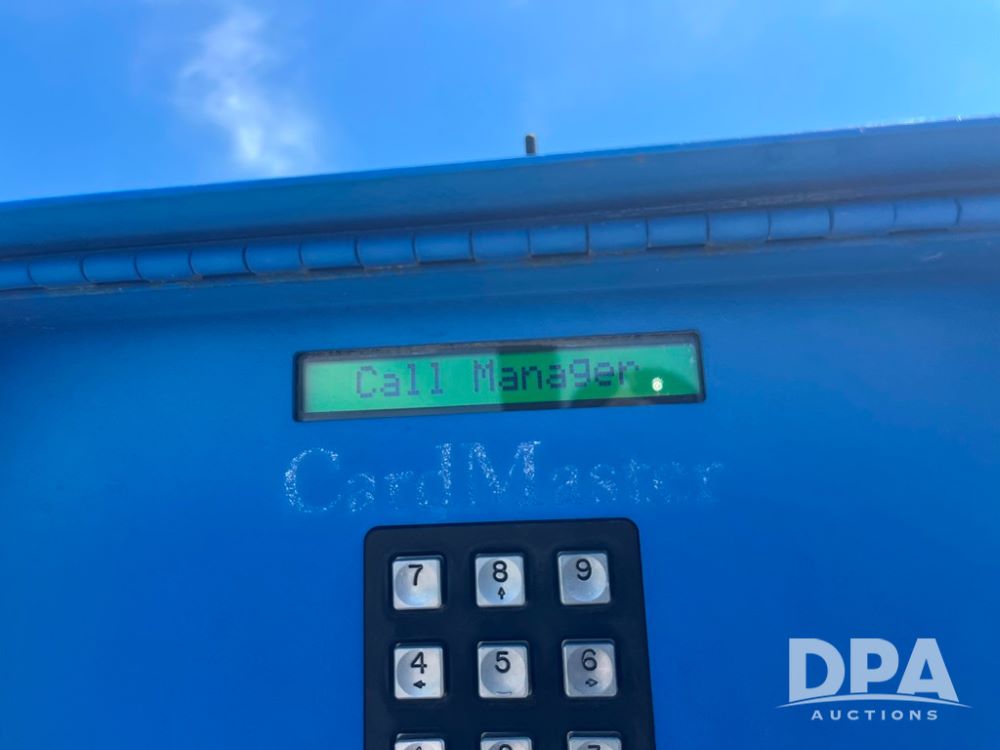 Call Manager
CardMaster
7 8 9
4 5 6
DPA
AUCTIONS